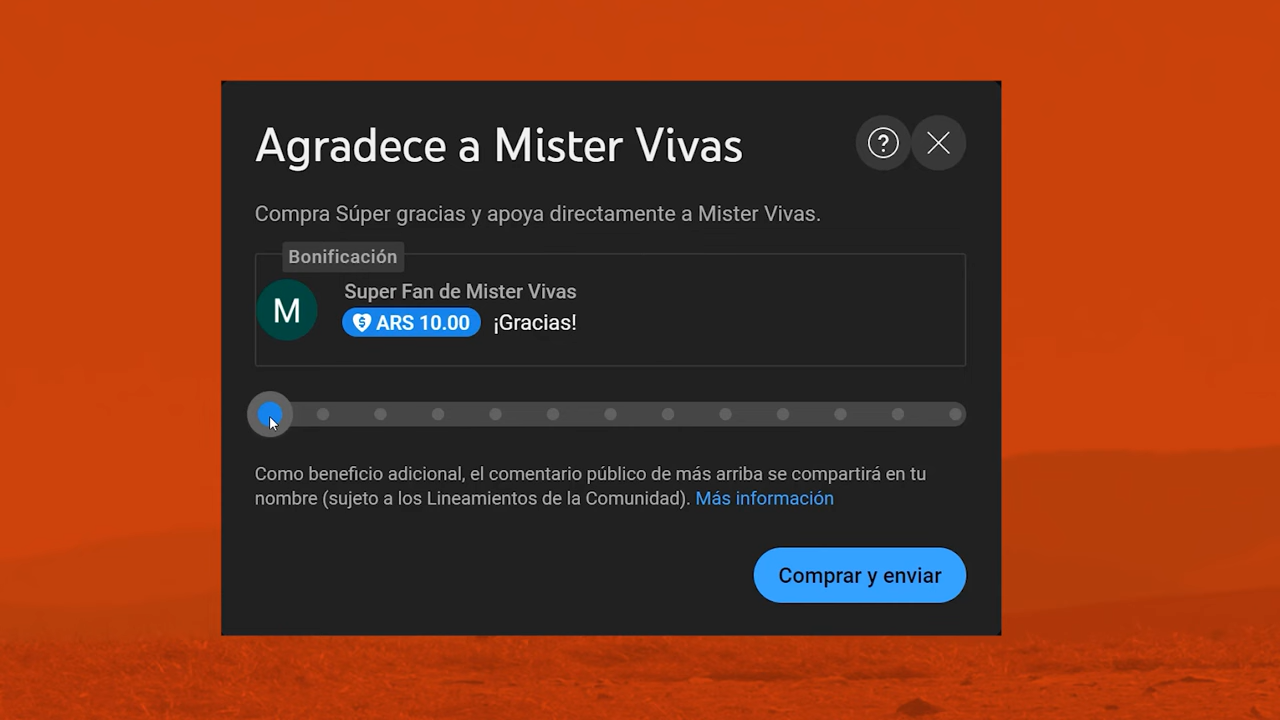 Agradece a Mister Vivas
Compra Súper gracias y apoya directamente a Mister Vivas.
Bonificación
M
Super Fan de Mister Vivas
ARS 10.00 ¡Gracias!
Como beneficio adicional, el comentario público de más arriba se compartirá en tu
nombre (sujeto a los Lineamientos de la Comunidad). Más información
Comprar y enviar